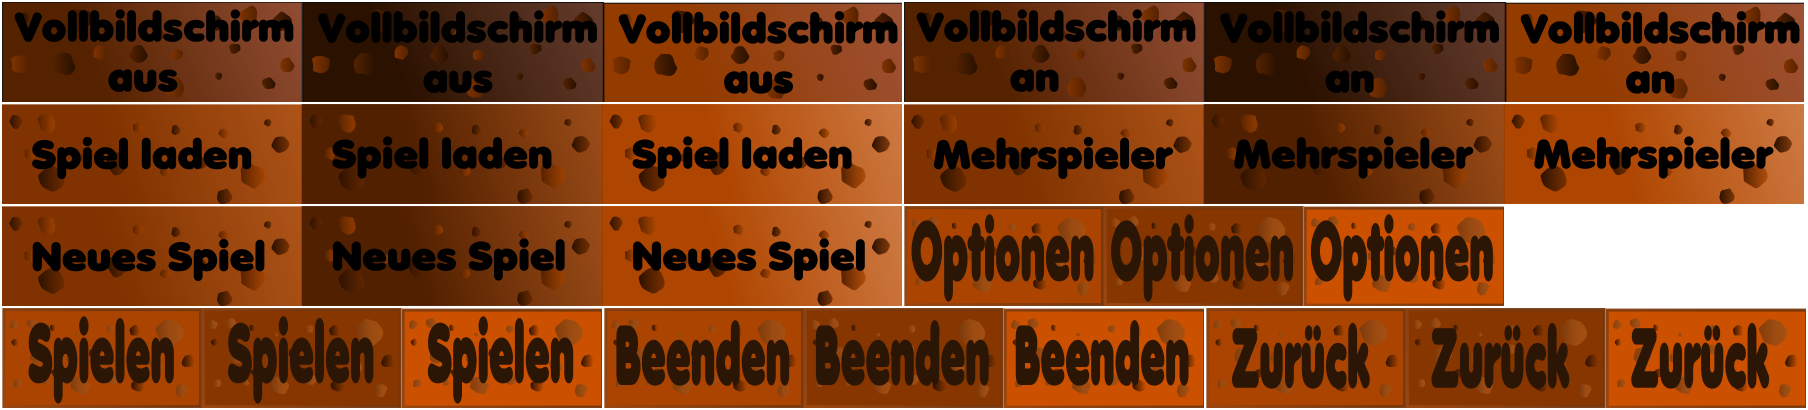 Vollbildschirm Vollbildschirm Vollbildschirm Vollbildschirm Vollbildschirm Vollbildschirm
aus aus aus an an an
Spiel laden Spiel laden Spiel laden Mehrspieler Mehrspieler Mehrspieler
Neues Spiel Neues Spiel Neues Spiel Optionen Optionen Optionen
Spielen Spielen Spielen Beenden Beenden Beenden Zurück Zurück Zurück